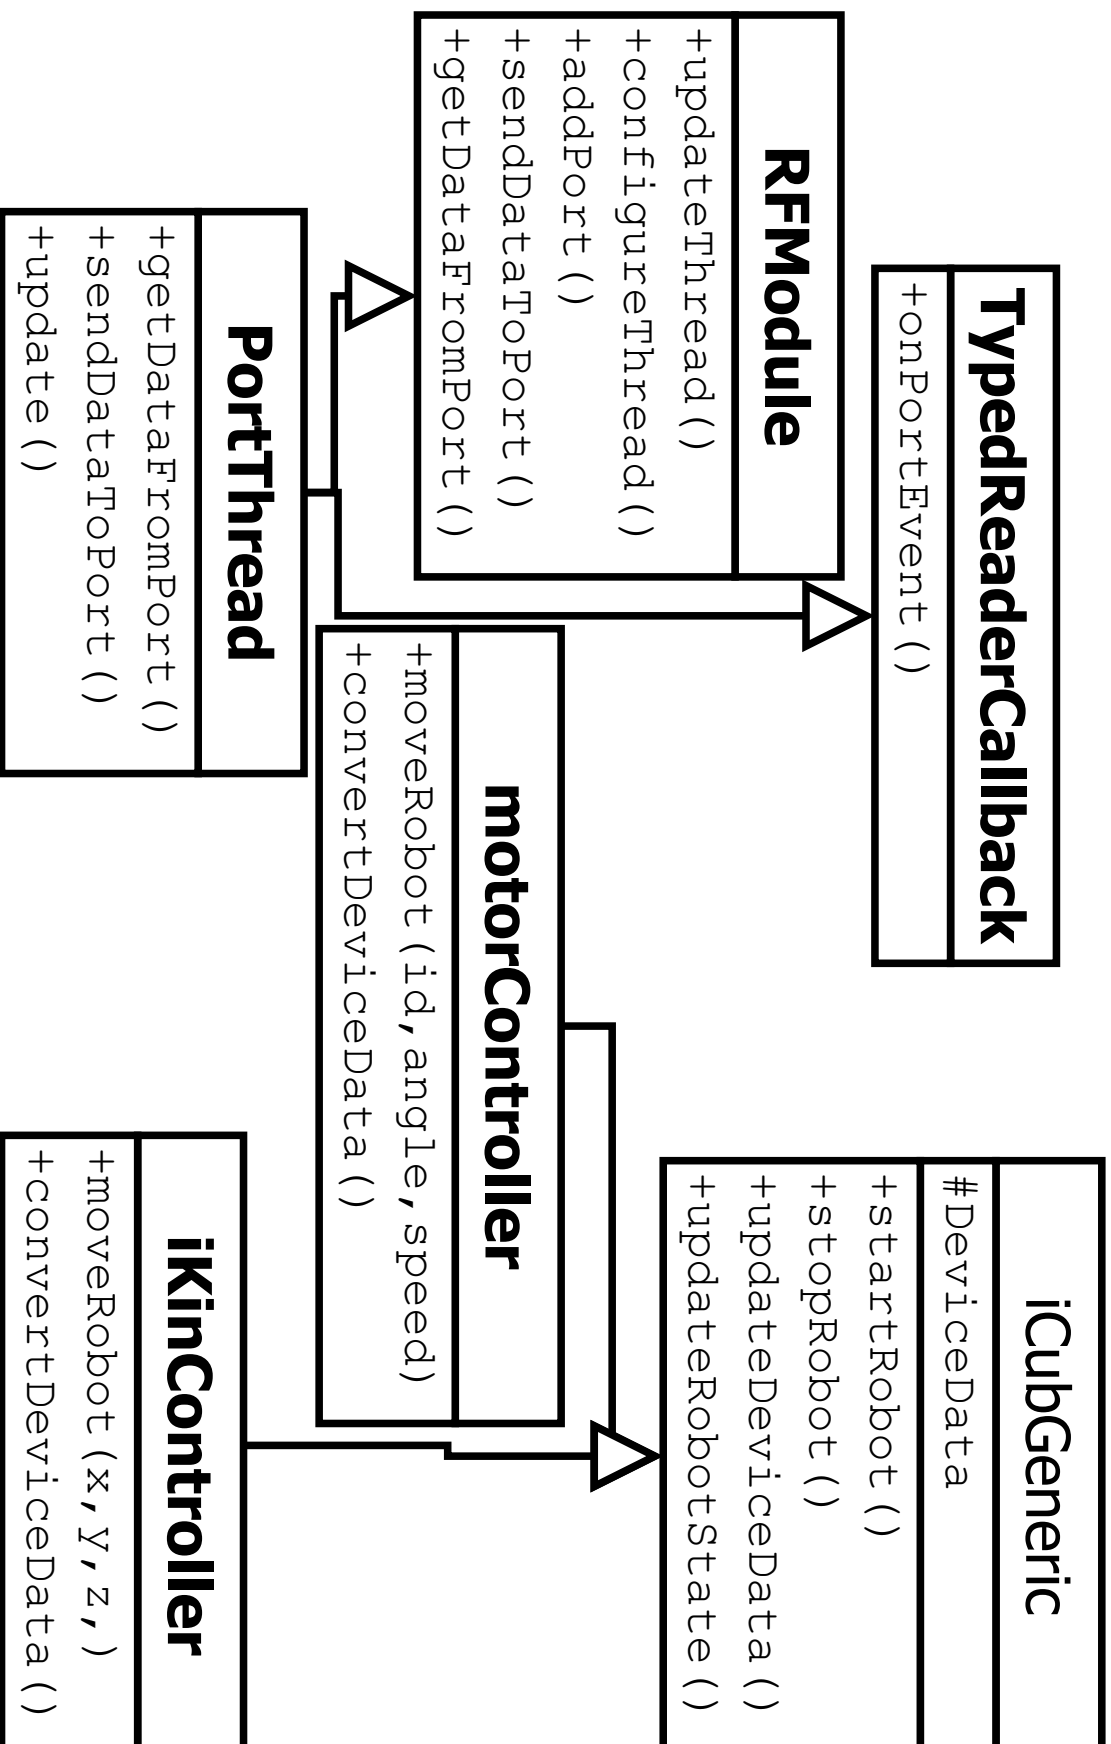 TypedReaderCallback
+onPortEvent()
RFModule
+updateThread()
+configureThread()
+addPort()
+sendDataToPort()
+getDataFromPort()
PortThread
+getDataFromPort()
+sendDataToPort()
+update()
iCubGeneric
#DeviceData
+startRobot()
+stopRobot()
+updateDeviceData()
+updateRobotState()
motorController
+moveRobot(id,angle,speed)
+convertDeviceData()
iKinController
+moveRobot(x,y,z,)
+convertDeviceData()